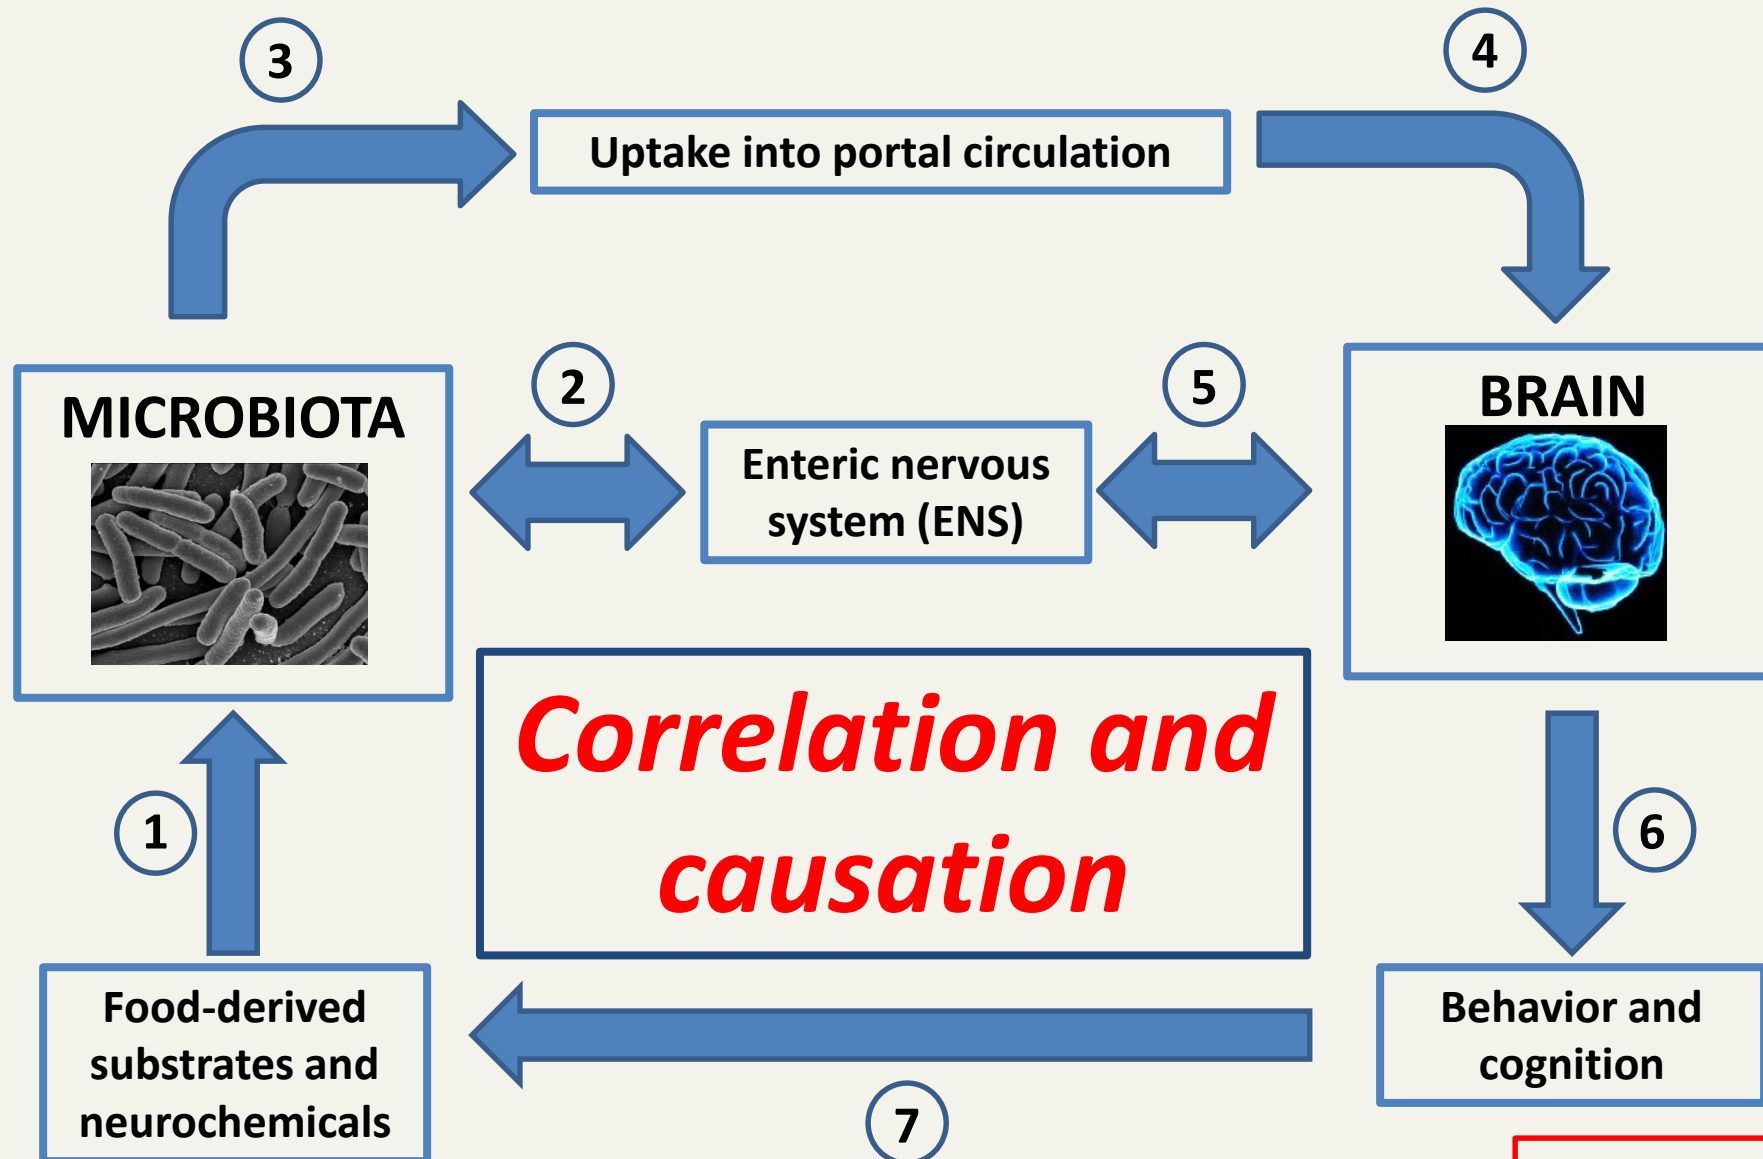 3
4
Uptake into portal circulation
MICROBIOTA
2
5
BRAIN
Enteric nervous
system (ENS)
Correlation and
causation
1
6
Food-derived
substrates and
neurochemicals
Behavior and
cognition
7